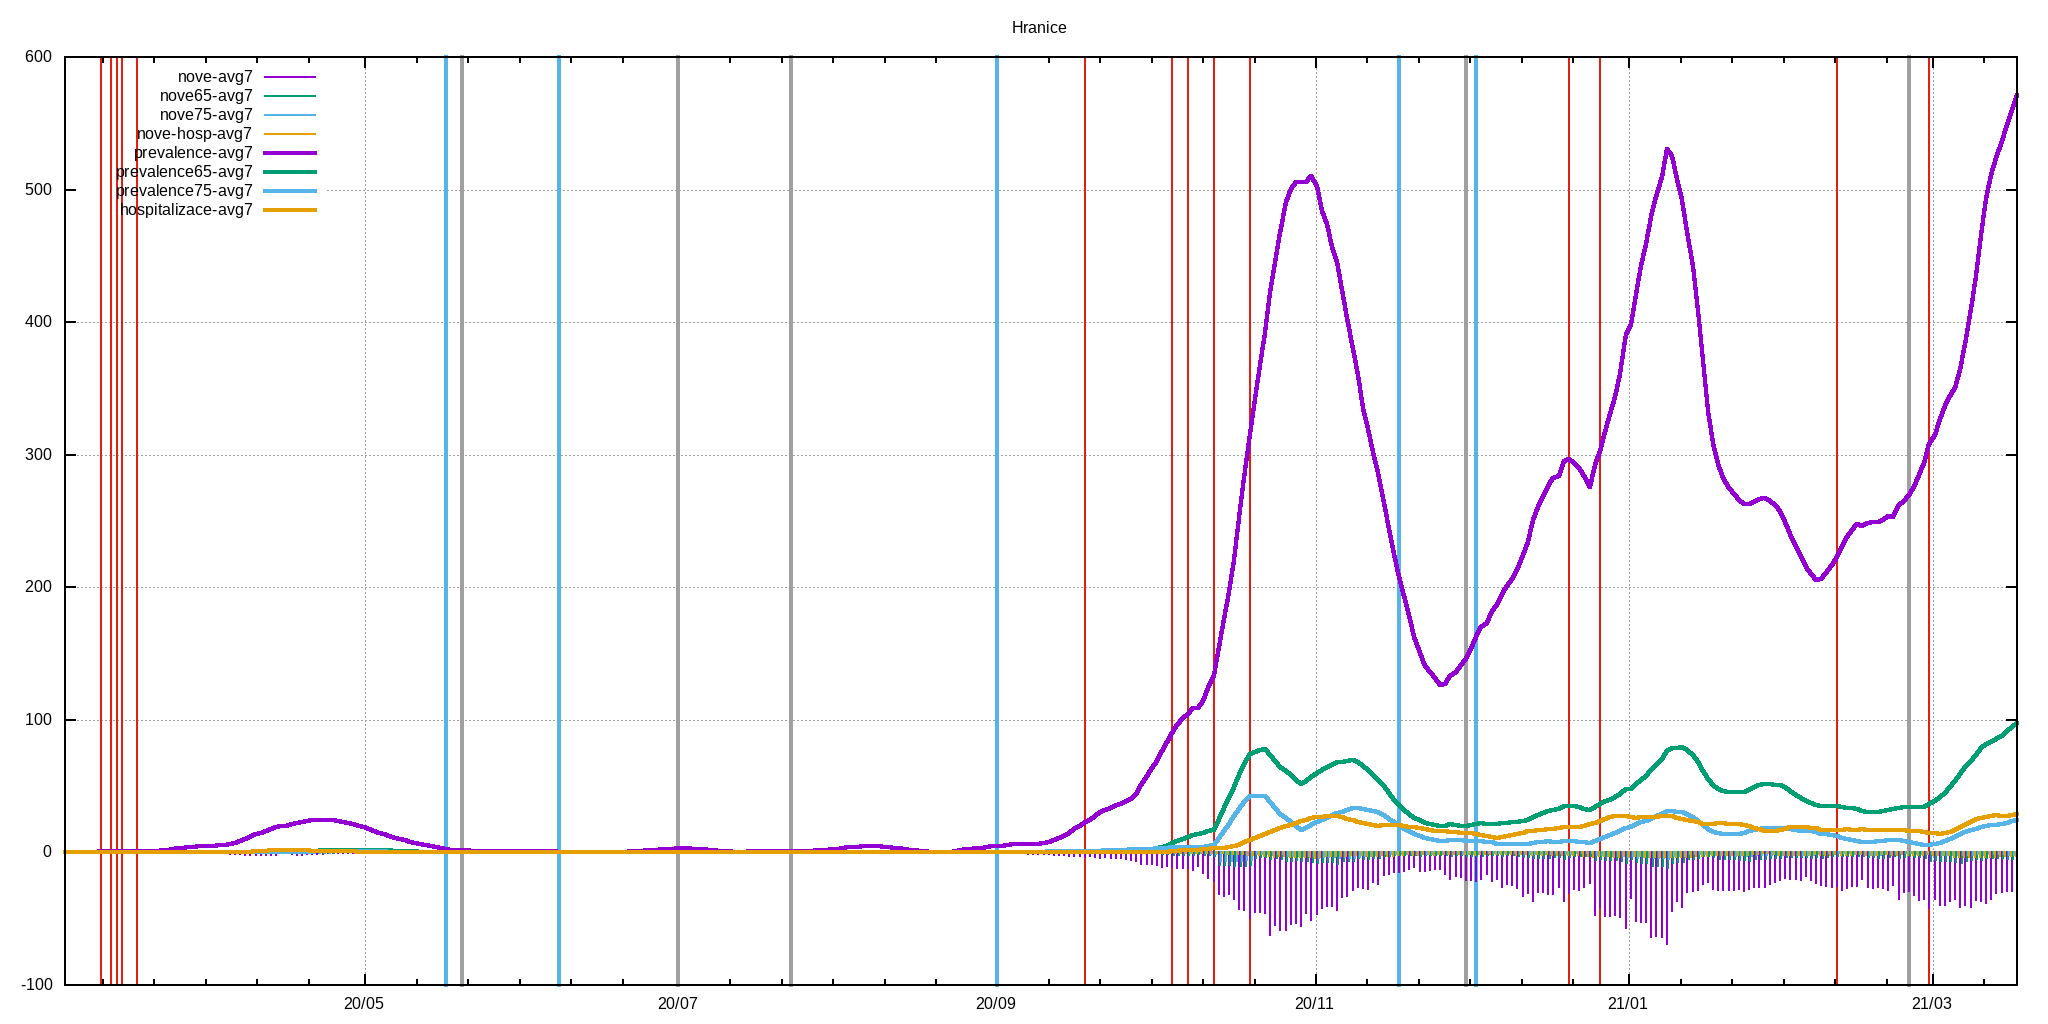 Hranice
600
500
400
300
200
100
0
-100
nove-avg7
nove65-avg7
nove75-avg7
nove-hosp-avg7
prevalence-avg7
prevalence65-avg7
prevalence75-avg7
hospitalizace-avg7
20/05 20/07 20/09 20/11 21/01 21/03